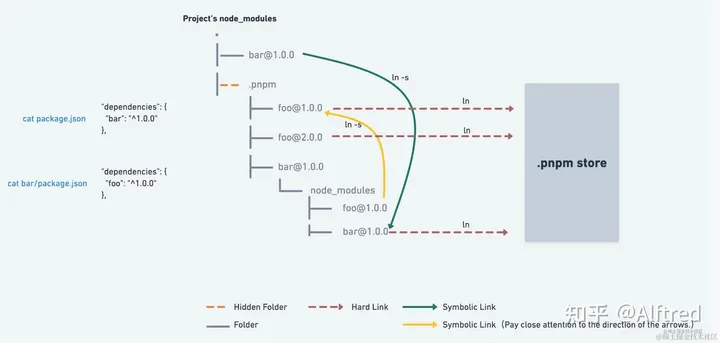 Project's node_modules
bar@1.0.0
ln -s
.pnpm
"dependencies": {
"bar": "^1.0.0"
},
cat package.json
foo@1.0.0
ln
ln -s
foo@2.0.0
ln
.pnpm store
bar@1.0.0
"dependencies": {
"foo": "^1.0.0"
},
cat bar/package.json
node_modules
foo@1.0.0
bar@1.0.0
ln
Hidden Folder
Hard Link
Symbolic Link
Folder
Symbolic Link（Pay close attention to the direction of the arrows.）
知乎 @Alfred
@稀土掘金技术社区